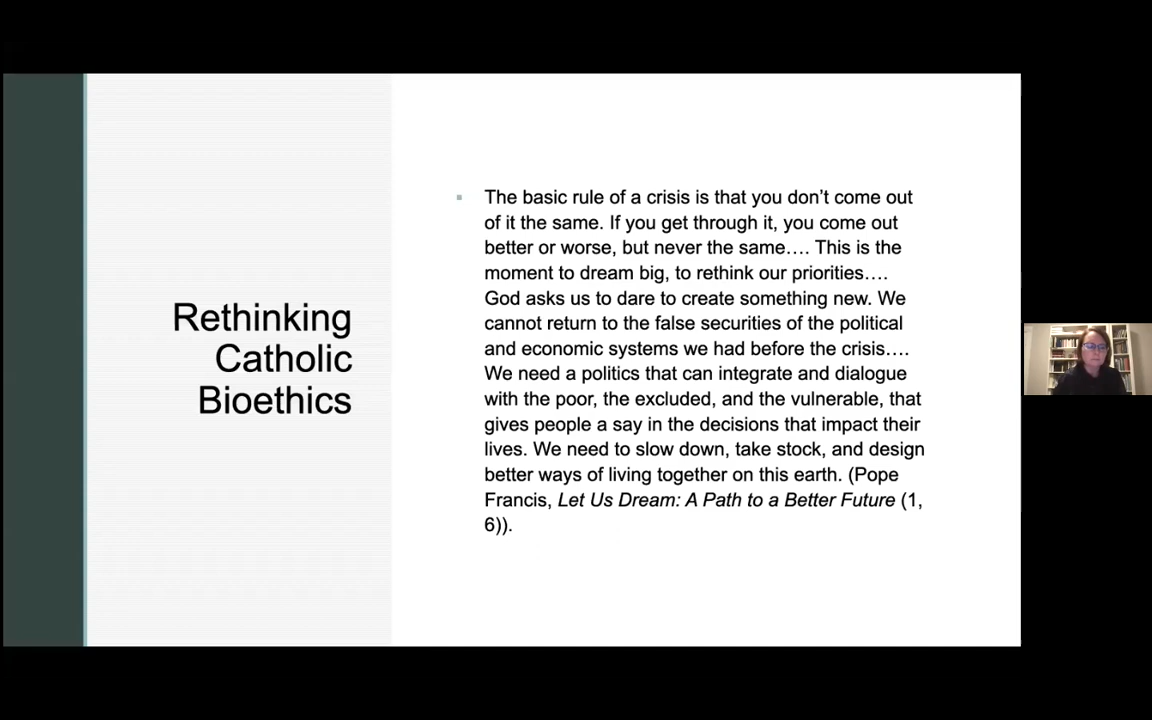 Rethinking
Catholic
Bioethics
▪ The basic rule of a crisis is that you don’t come out
of it the same. If you get through it, you come out
better or worse, but never the same…. This is the
moment to dream big, to rethink our priorities….
God asks us to dare to create something new. We
cannot return to the false securities of the political
and economic systems we had before the crisis….
We need a politics that can integrate and dialogue
with the poor, the excluded, and the vulnerable, that
gives people a say in the decisions that impact their
lives. We need to slow down, take stock, and design
better ways of living together on this earth. (Pope
Francis, Let Us Dream: A Path to a Better Future (1,
6)).